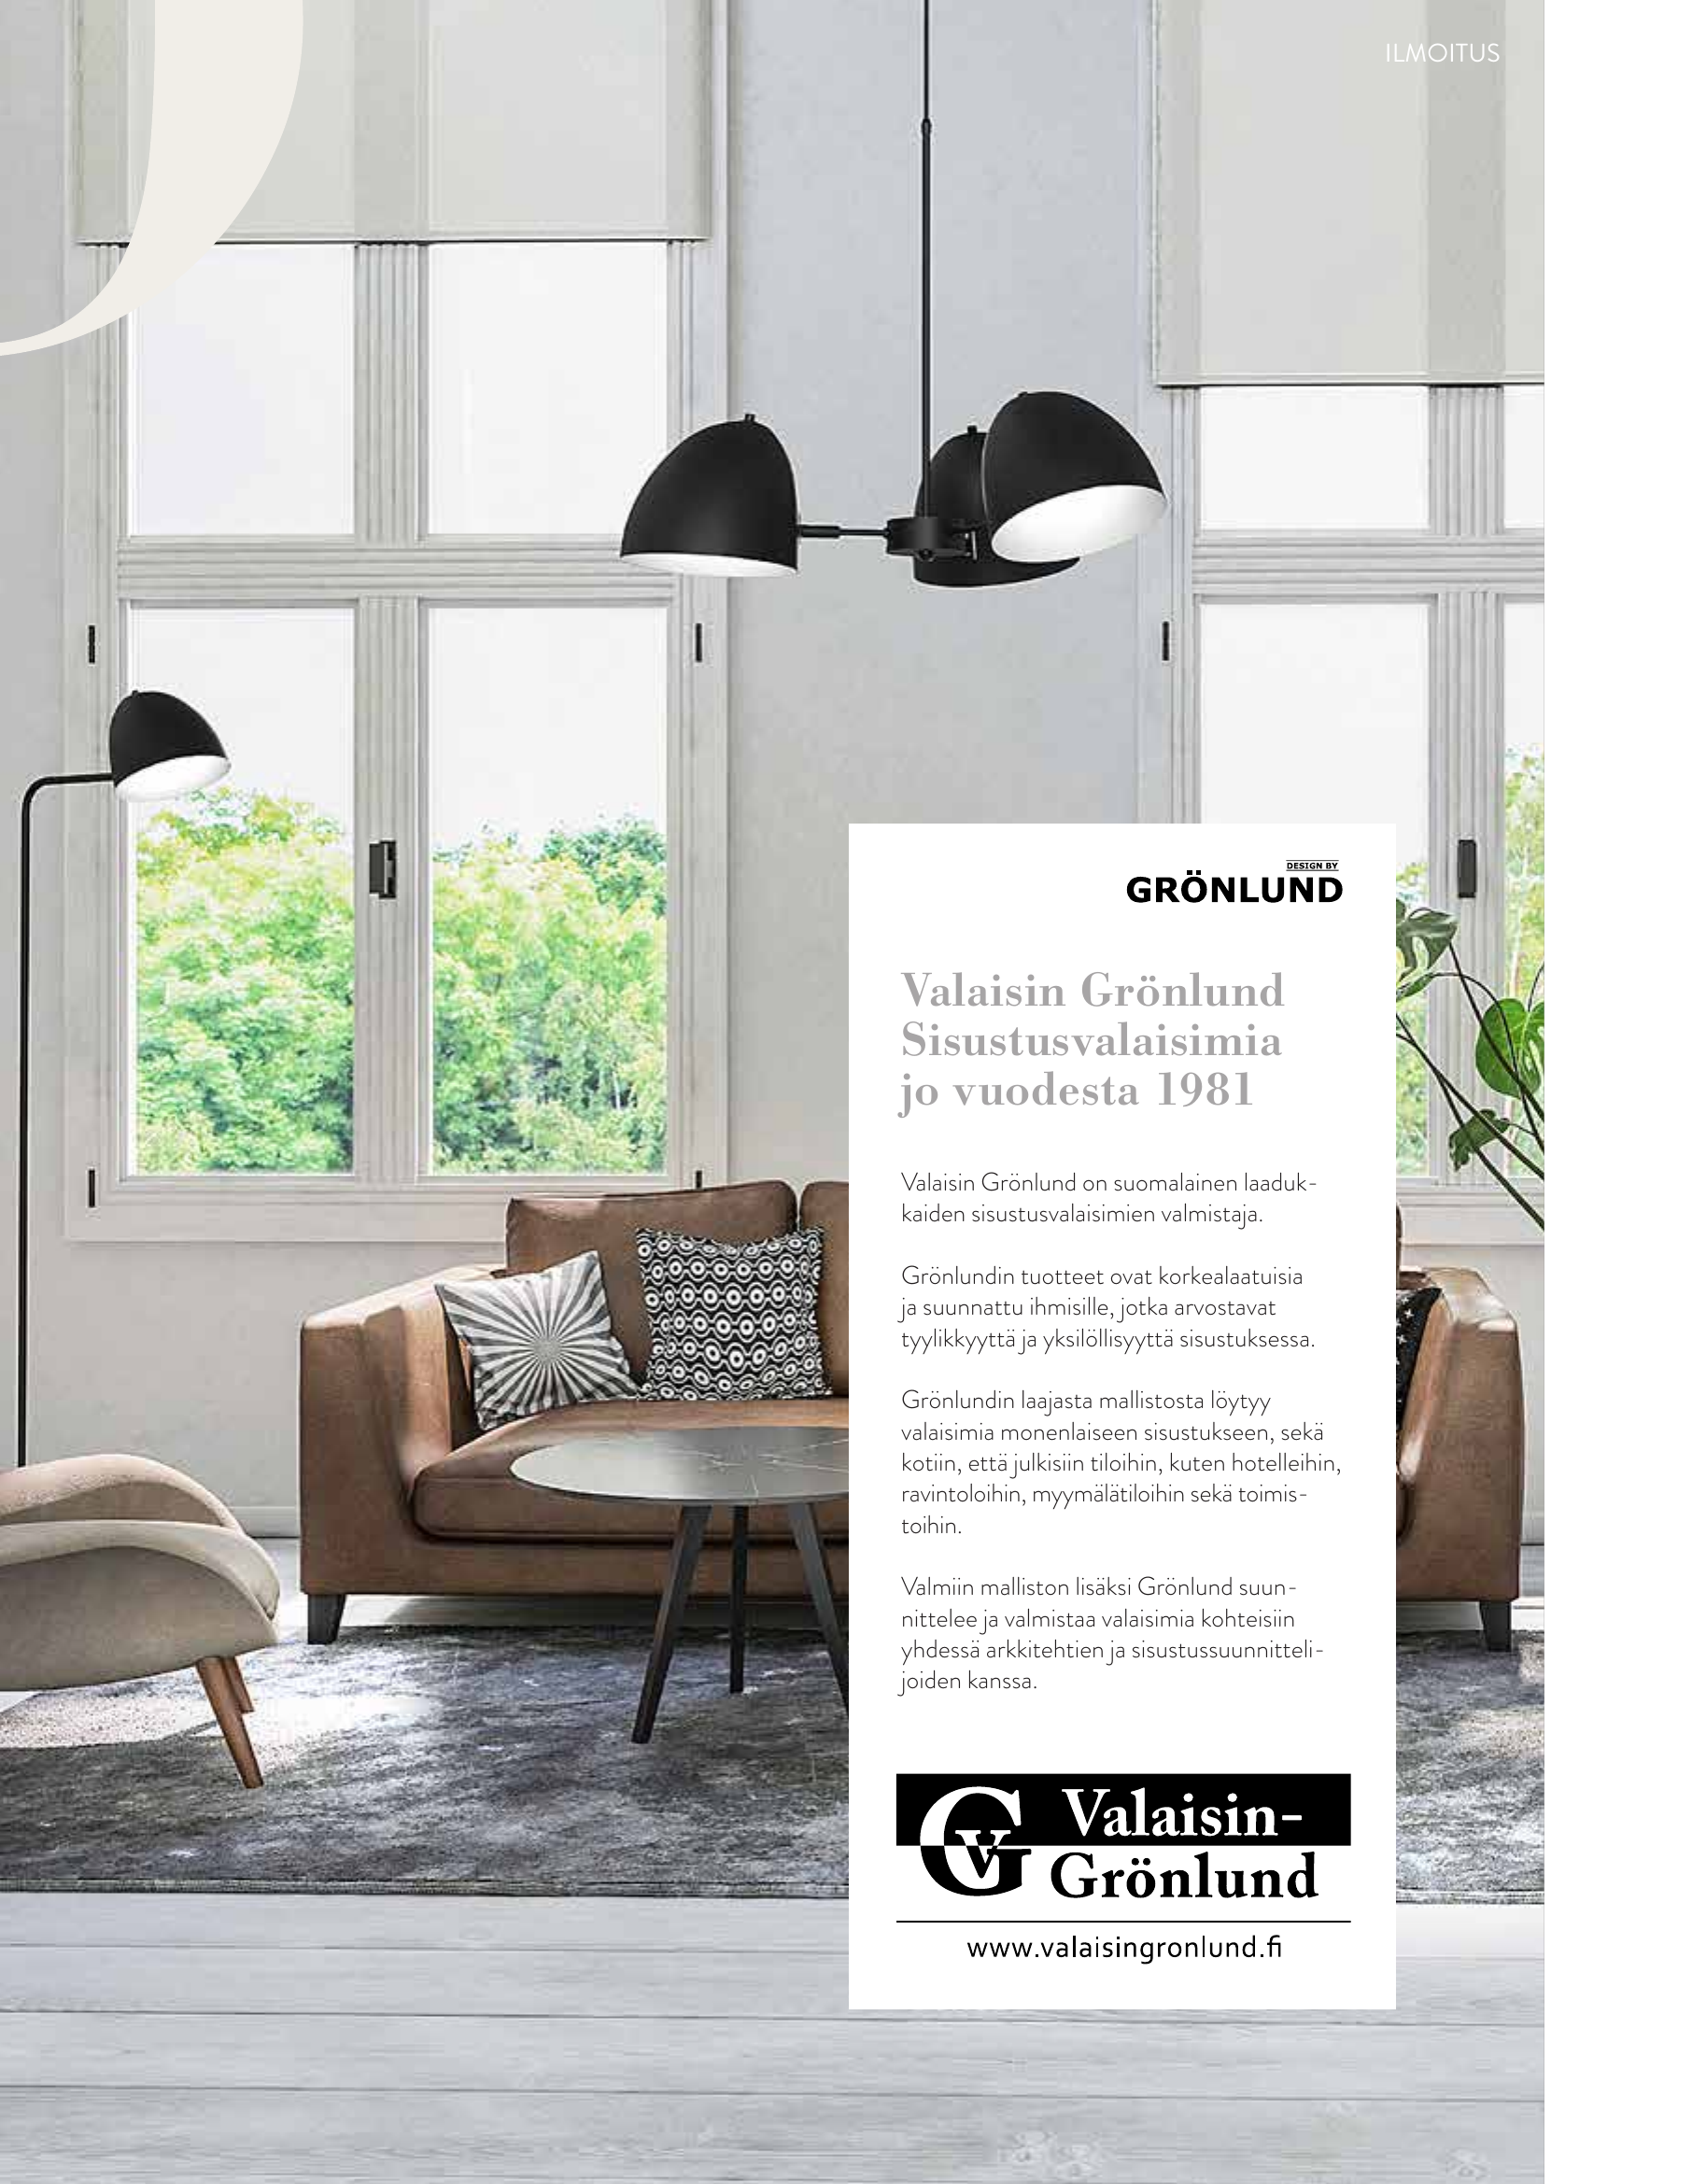 ILMOITUS
DESIGN BY
GRÖNLUND
Valaisin Grönlund
Sisustusvalaisimia
jo vuodesta 1981
Valaisin Grönlund on suomalainen laaduk-
kaiden sisustusvalaisimien valmistaja.
Grönlundin tuotteet ovat korkealaatuisia
ja suunnattu ihmisille, jotka arvostavat
tyylikkyyttä ja yksilöllisyyttä sisustuksessa.
Grönlundin laajasta mallistosta löytyy
valaisimia monenlaiseen sisustukseen, sekä
kotiin, että julkisiin tiloihin, kuten hotelleihin,
ravintoloihin, myymälätiloihin sekä toimis-
toihin.
Valmiin malliston lisäksi Grönlund suun-
nittelee ja valmistaa valaisimia kohteisiin
yhdessä arkkitehtien ja sisustussuunnitteli-
joiden kanssa.
GV Valaisin-
Grönlund
www.valaisingronlund.fi